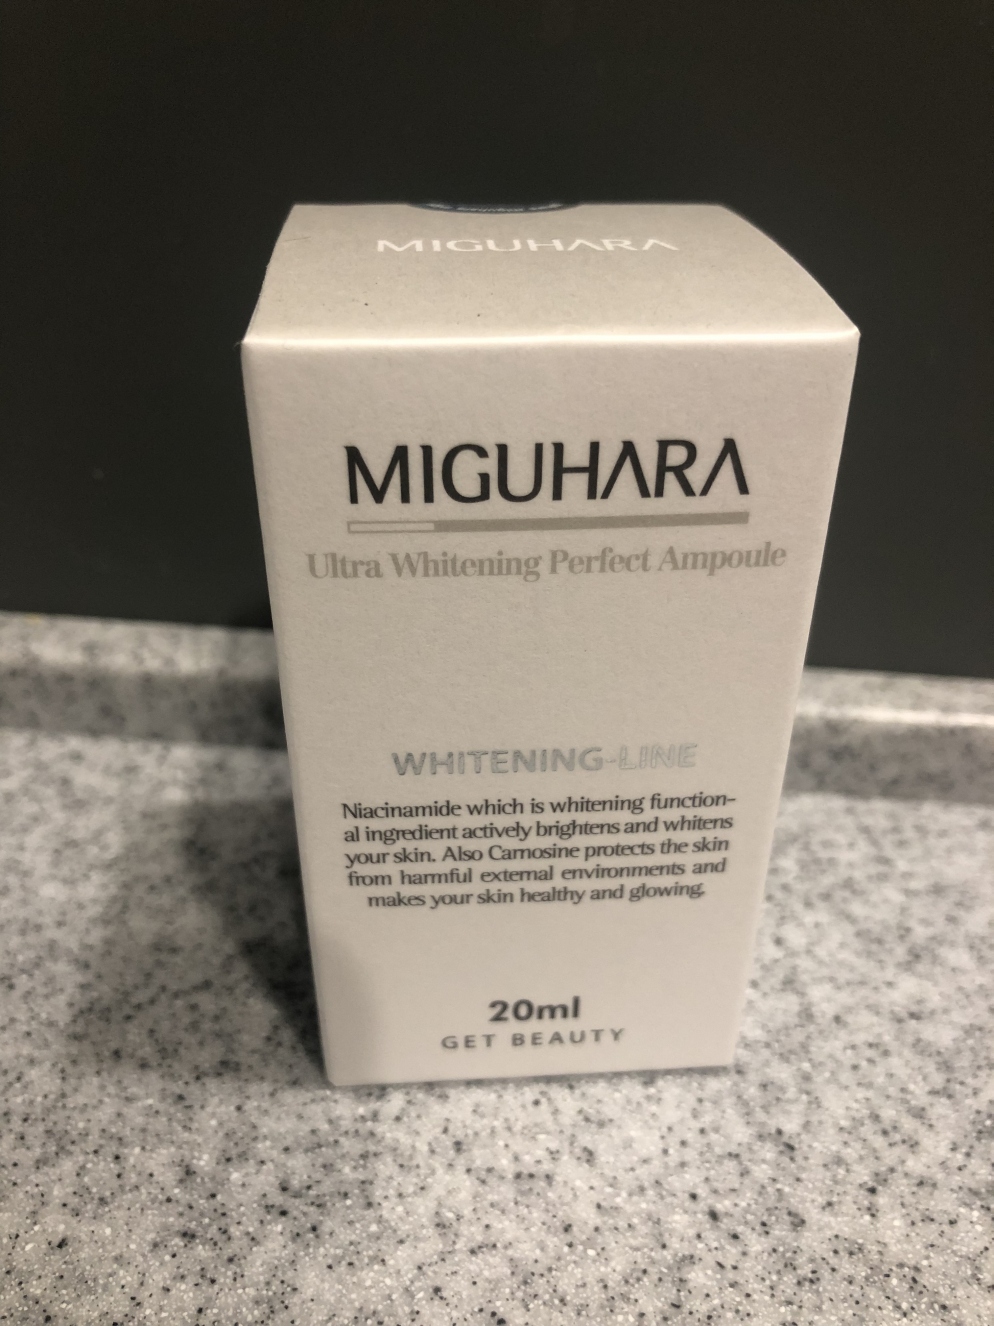 MIGUHARA
MIGUHARA
Ultra Whitening Perfect Ampoule
WHITENING-LINE
Niacinamide which is whitening function-
al ingredient actively brightens and whitens
your skin. Also Carnosine protects the skin
from harmful external environments and
makes your skin healthy and glowing.
20ml
GET BEAUTY